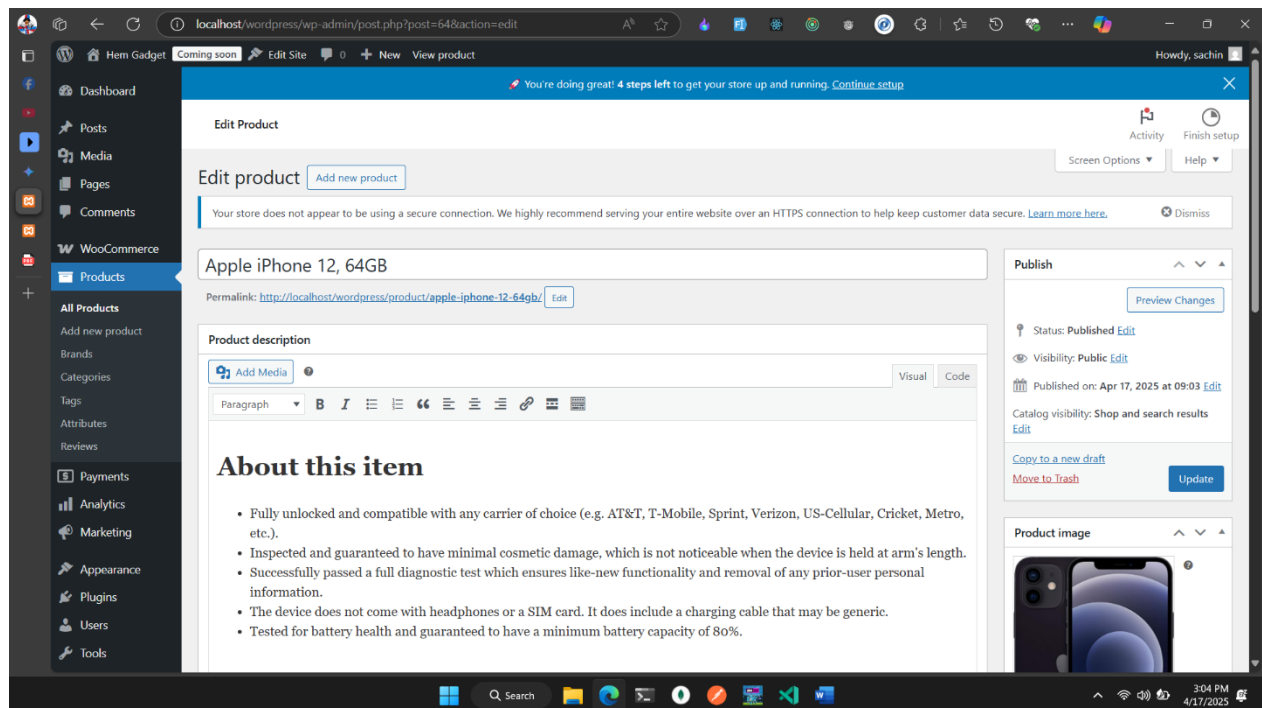 localhost/wordpress/wp-admin/post.php?post=64&action=edit
Hem Gadget Coming soon Edit Site 0 New View product Howdy, sachin
🚀 You're doing great! 4 steps left to get your store up and running. Continue setup
Dashboard
Posts
Media
Pages
Comments
WooCommerce
Products
All Products
Add new product
Brands
Categories
Tags
Attributes
Reviews
Payments
Analytics
Marketing
Appearance
Plugins
Users
Tools
Edit Product
Activity
Finish setup
Screen Options ▼
Help ▼
Edit product Add new product
Your store does not appear to be using a secure connection. We highly recommend serving your entire website over an HTTPS connection to help keep customer data secure. Learn more here. Dismiss
Apple iPhone 12, 64GB
Permalink: http://localhost/wordpress/product/apple-iphone-12-64gb/ Edit
Product description
Add Media
Visual Code
Paragraph
B I
About this item
• Fully unlocked and compatible with any carrier of choice (e.g. AT&T, T-Mobile, Sprint, Verizon, US-Cellular, Cricket, Metro,
etc.).
• Inspected and guaranteed to have minimal cosmetic damage, which is not noticeable when the device is held at arm's length.
• Successfully passed a full diagnostic test which ensures like-new functionality and removal of any prior-user personal
information.
• The device does not come with headphones or a SIM card. It does include a charging cable that may be generic.
• Tested for battery health and guaranteed to have a minimum battery capacity of 80%.
Publish
Preview Changes
Status: Published Edit
Visibility: Public Edit
Published on: Apr 17, 2025 at 09:03 Edit
Catalog visibility: Shop and search results
Edit
Copy to a new draft
Move to Trash
Update
Product image
Search
3:04 PM
4/17/2025